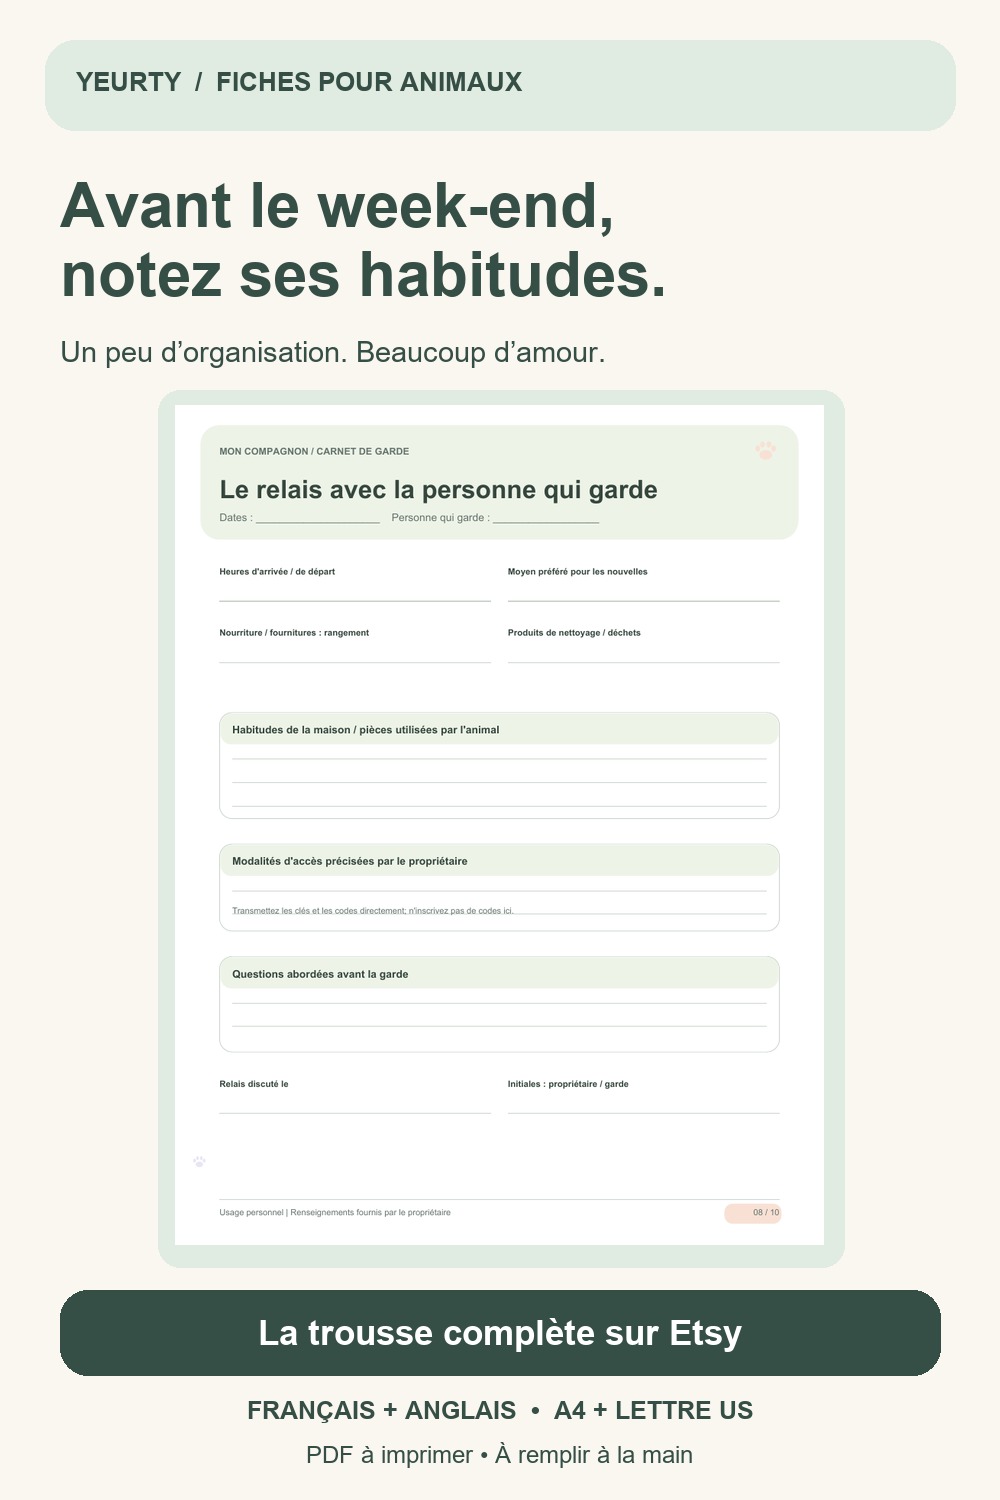 YEURTY / FICHES POUR ANIMAUX
Avant le week-end,
notez ses habitudes.
Un peu d’organisation. Beaucoup d’amour.
MON COMPAGNON / CARNET DE GARDE
Le relais avec la personne qui garde
Dates : _____________________ Personne qui garde : __________________
Heures d'arrivée / de départ
Moyen préféré pour les nouvelles
Nourriture / fournitures : rangement
Produits de nettoyage / déchets
Habitudes de la maison / pièces utilisées par l'animal
Modalités d'accès précisées par le propriétaire
Transmettez les clés et les codes directement; n'inscrivez pas de codes ici.
Questions abordées avant la garde
Relais discuté le
Initiales : propriétaire / garde
Usage personnel | Renseignements fournis par le propriétaire
08 / 10
La trousse complète sur Etsy
FRANÇAIS + ANGLAIS • A4 + LETTRE US
PDF à imprimer • À remplir à la main